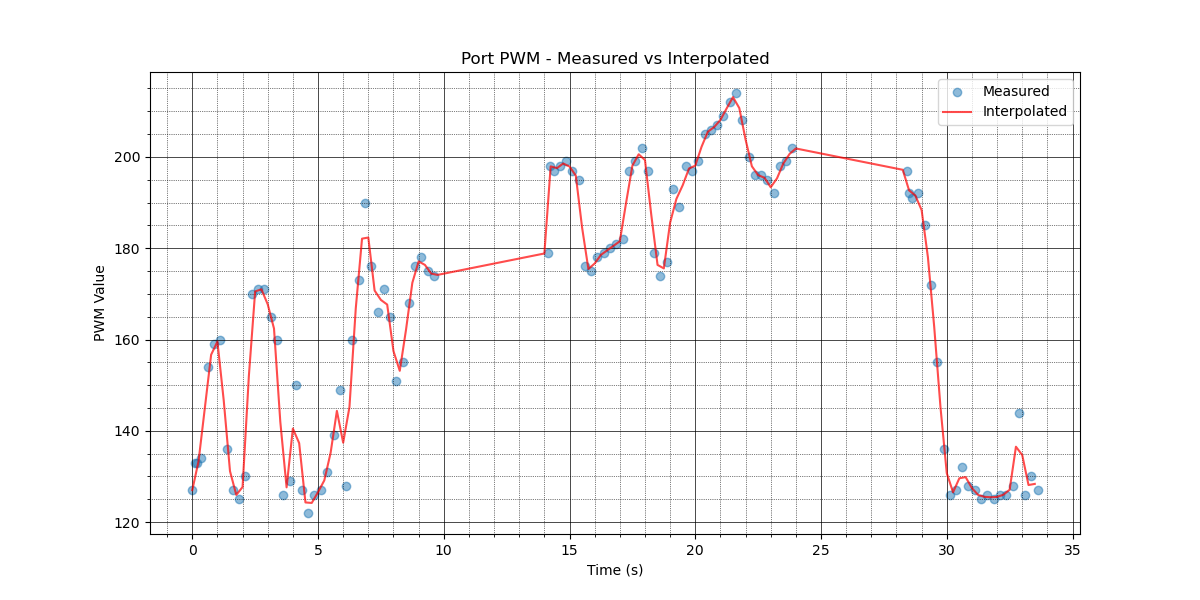 Port PWM - Measured vs Interpolated
Measured
Interpolated
PWM Value
200
180
160
140
120
0
5
10
15
20
25
30
35
Time (s)